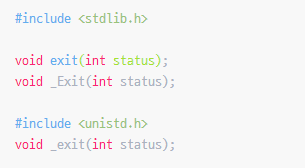 #include <stdlib.h>
void exit(int status);
void _Exit(int status);
#include <unistd.h>
void _exit(int status);